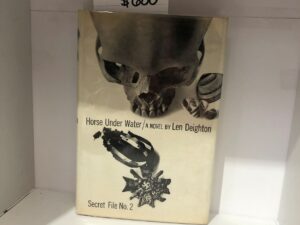 $600
Horse Under Water / A NOVEL BY Len Deighton
Secret File No. 2